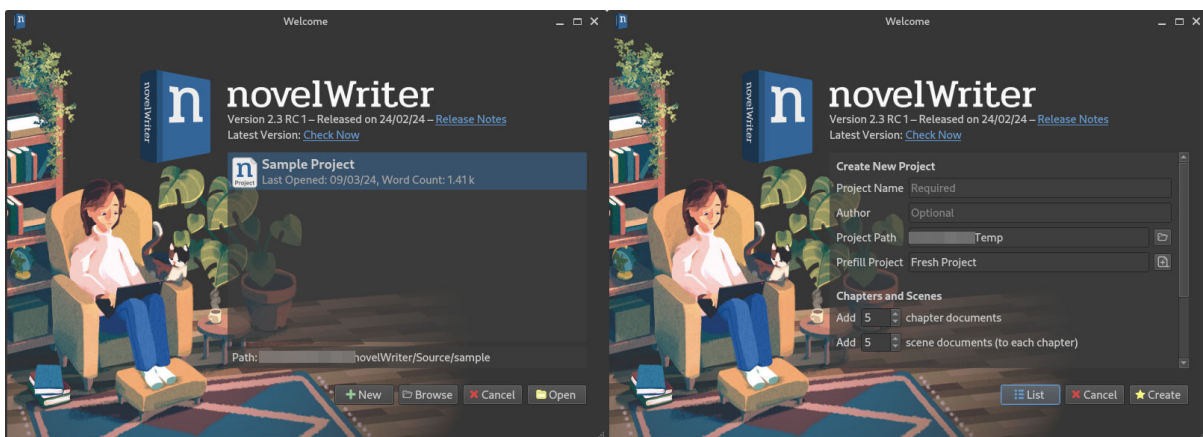 Welcome
n
novelWriter
n
novelWriter
Version 2.3 RC 1 – Released on 24/02/24 – Release Notes
Latest Version: Check Now
n
Project
Sample Project
Last Opened: 09/03/24, Word Count: 1.41 k
Path: novelWriter/Source/sample
New
Browse
Cancel
Open
Welcome
n
novelWriter
n
novelWriter
Version 2.3 RC 1 – Released on 24/02/24 – Release Notes
Latest Version: Check Now
Create New Project
Project Name Required
Author Optional
Project Path Temp
Prefill Project Fresh Project
Chapters and Scenes
Add 5 chapter documents
Add 5 scene documents (to each chapter)
List
Cancel
Create